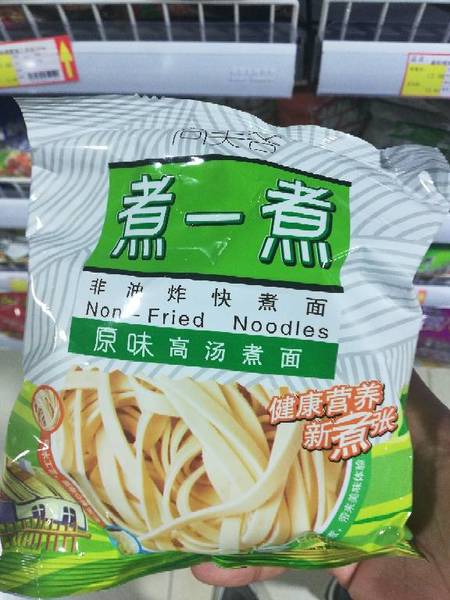 煮一煮
非油炸快煮面
Non-Fried Noodles
原味高汤煮面
健康营养
新煮张